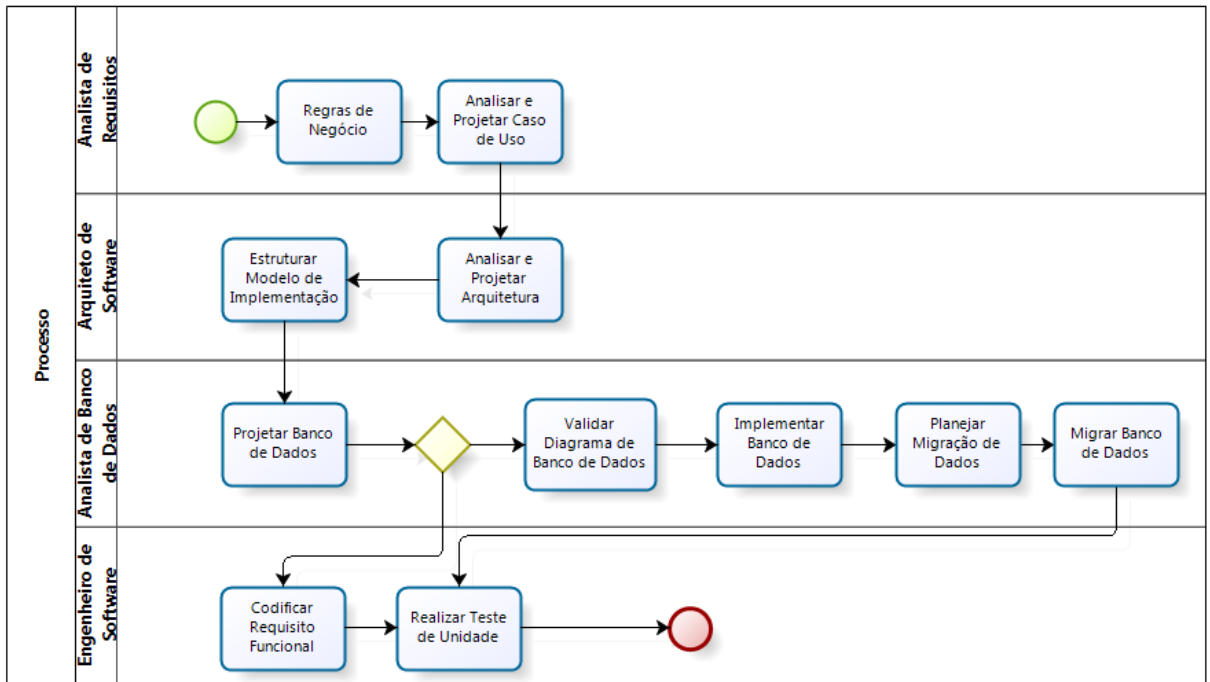 Processo
Analista de
Requisitos
Regras de
Negócio
Analisar e
Projetar Caso
de Uso
Arquiteto de
Software
Estruturar
Modelo de
Implementação
Analisar e
Projetar
Arquitetura
Analista de Banco
de Dados
Projetar Banco
de Dados
Validar
Diagrama de
Banco de Dados
Implementar
Banco de
Dados
Planejar
Migração de
Dados
Migrar Banco
de Dados
Engenheiro de
Software
Codificar
Requisito
Funcional
Realizar Teste
de Unidade